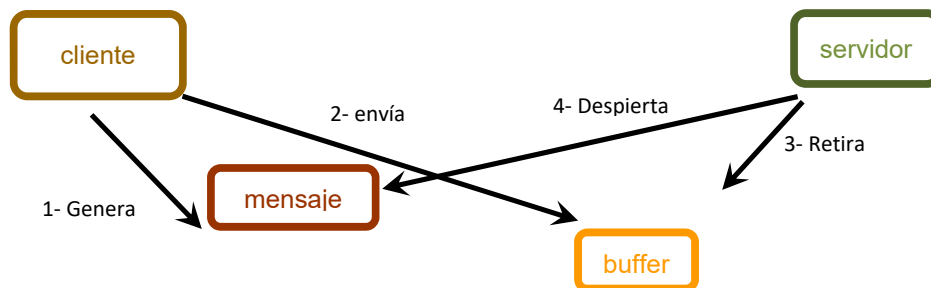 cliente
servidor
2- envía
4- Despierta
3- Retira
mensaje
1- Genera
buffer